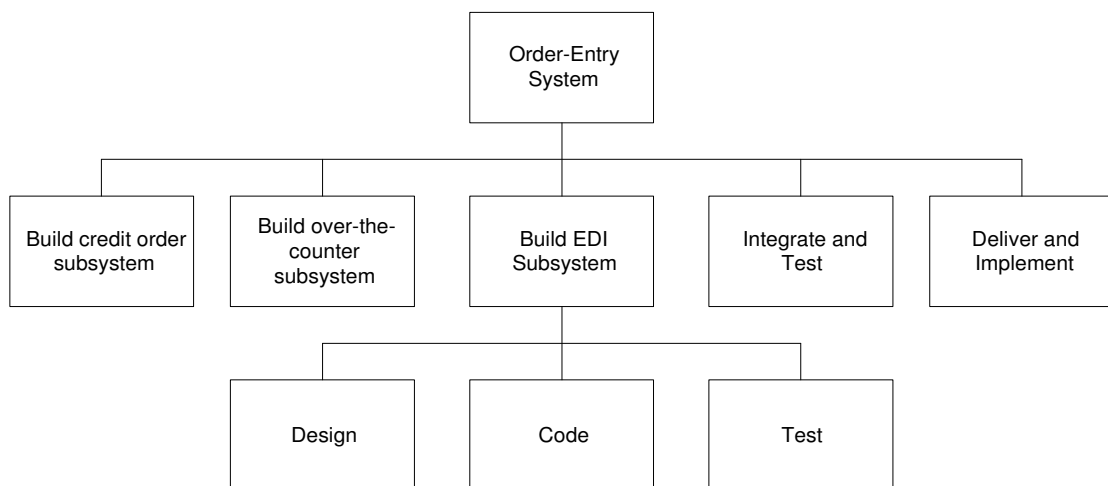 Order-Entry
System
Build credit order
subsystem
Build over-the-
counter
subsystem
Build EDI
Subsystem
Integrate and
Test
Deliver and
Implement
Design
Code
Test